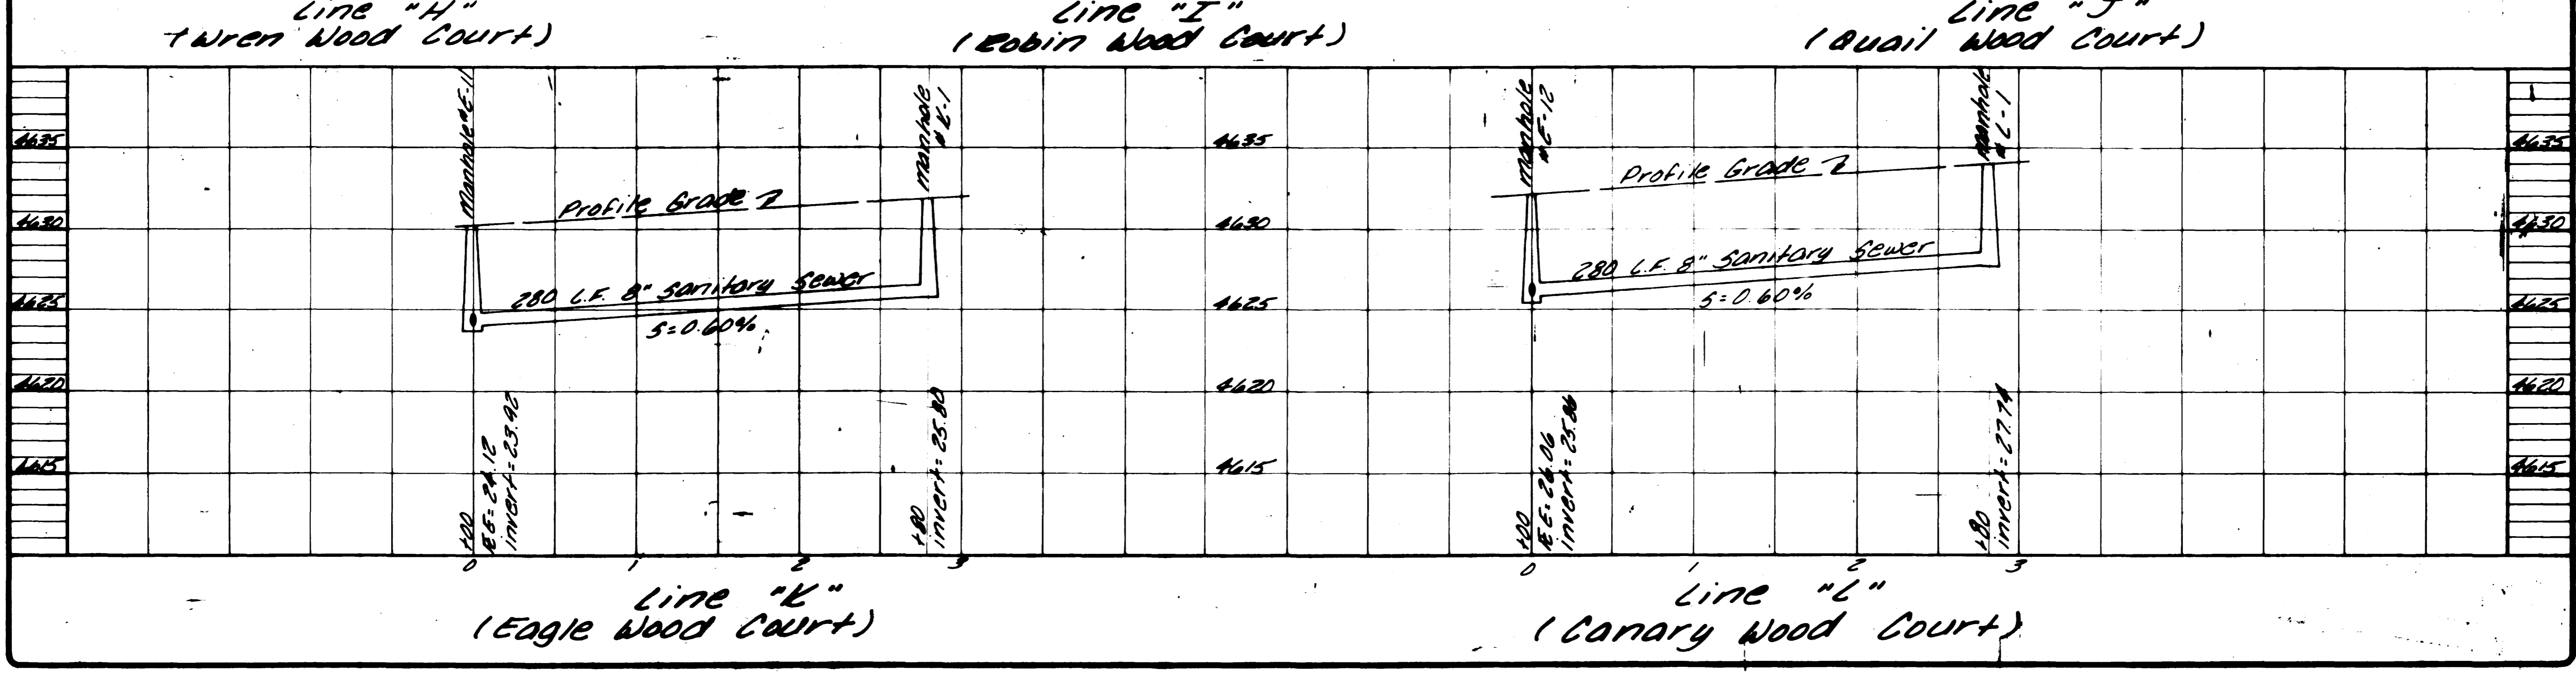 Line "H"
(Wren Wood Court)
Line "I"
(Robin Wood Court)
Line "J"
(Quail Wood Court)
Manhole #E-11
Manhole
#K-1
Manhole
#E-12
Manhole
#L-1
4635
4635
4635
Profile Grade
Profile Grade
4630
4630
4630
280 L.F. 8" Sanitary Sewer
280 L.F. 8" Sanitary Sewer
4625
S=0.60%
4625
S=0.60%
4625
4620
4620
4620
4615
4615
4615
+00
R.E.=24.12
invert=23.92
+80
invert=25.80
+00
R.E.=26.06
invert=25.86
+80
invert=27.74
0 1 2 3
0 1 2 3
Line "K"
(Eagle Wood Court)
Line "L"
(Canary Wood Court)